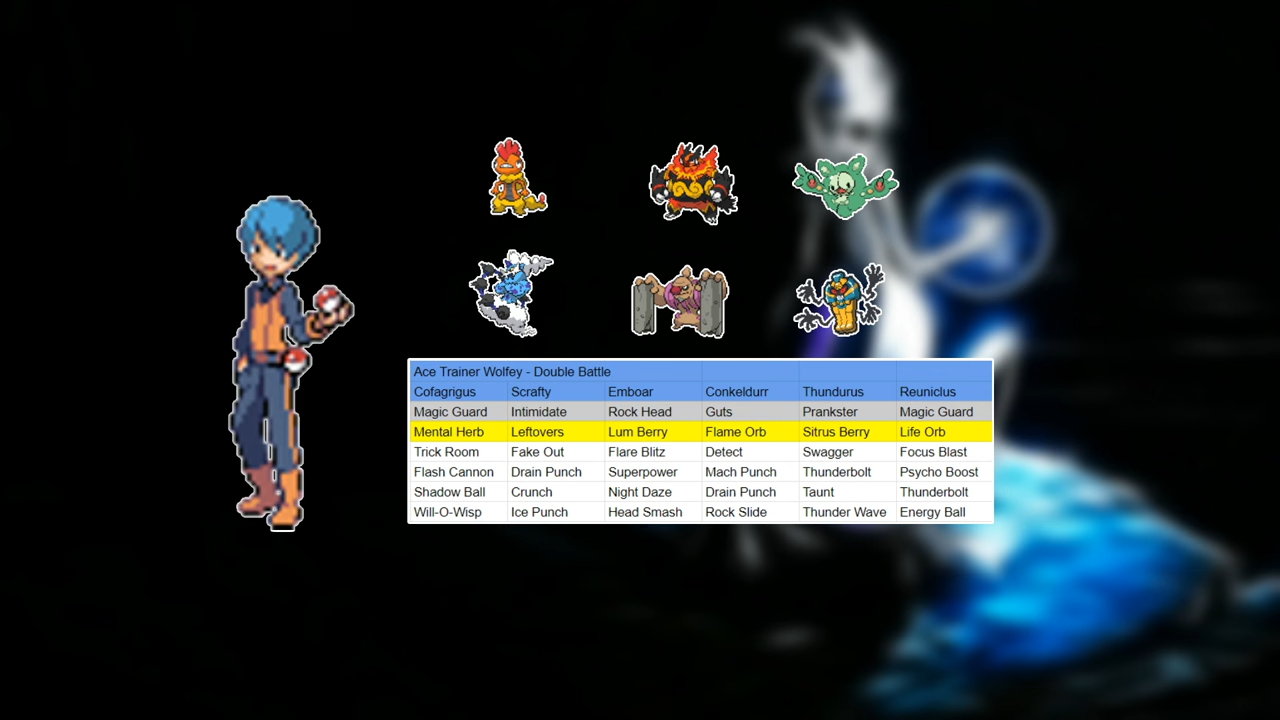 Ace Trainer Wolfey - Double Battle
Cofagrigus Scrafty Emboar Conkeldurr Thundurus Reuniclus
Magic Guard Intimidate Rock Head Guts Prankster Magic Guard
Mental Herb Leftovers Lum Berry Flame Orb Sitrus Berry Life Orb
Trick Room Fake Out Flare Blitz Detect Swagger Focus Blast
Flash Cannon Drain Punch Superpower Mach Punch Thunderbolt Psycho Boost
Shadow Ball Crunch Night Daze Drain Punch Taunt Thunderbolt
Will-O-Wisp Ice Punch Head Smash Rock Slide Thunder Wave Energy Ball